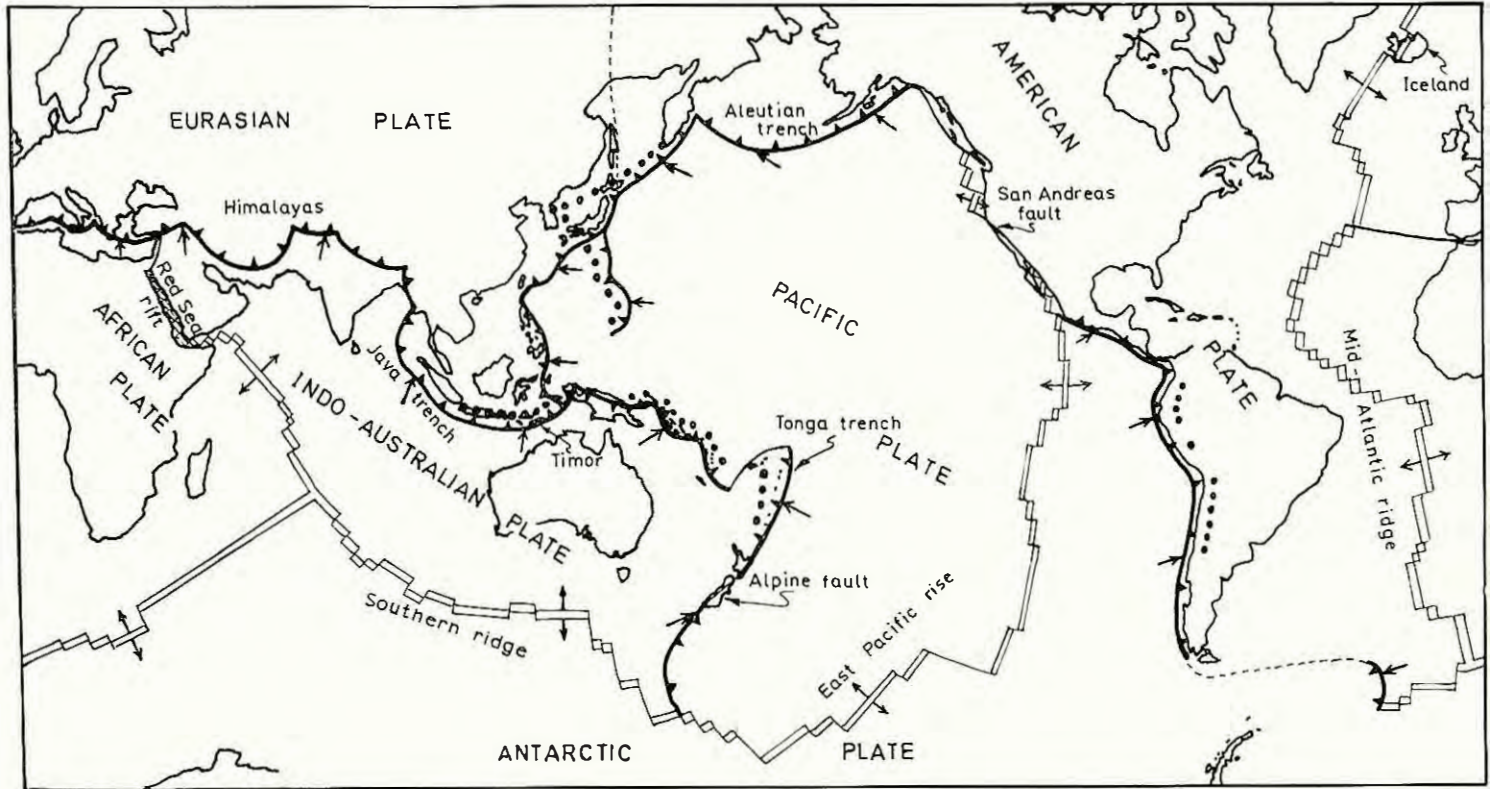 EURASIAN PLATE
AMERICAN
PLATE
Iceland
Aleutian
trench
Himalayas
San Andreas
fault
Red Sea
rift
AFRICAN
PLATE
PACIFIC
PLATE
Java trench
INDO-AUSTRALIAN
PLATE
Timor
Tonga trench
Mid-
Atlantic ridge
Alpine fault
Southern ridge
East Pacific rise
ANTARCTIC PLATE